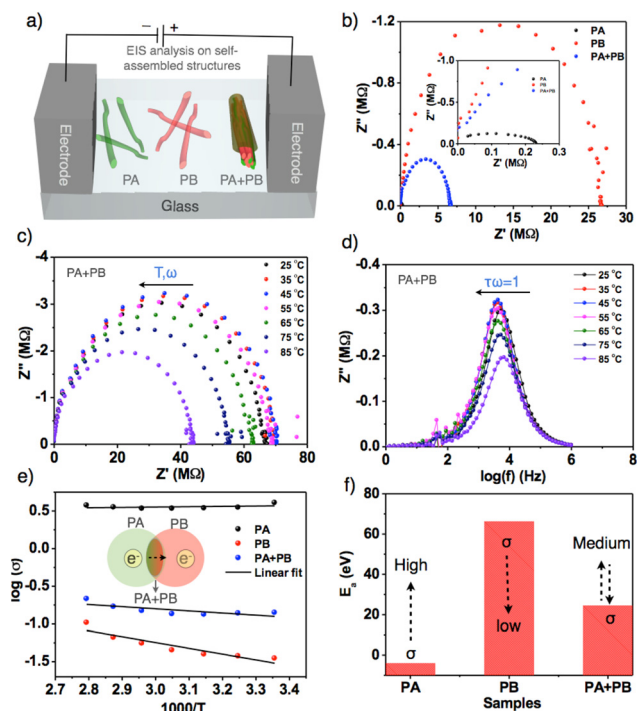 a)
− +
EIS analysis on self-
assembled structures
Electrode
Electrode
PA
PB
PA+PB
Glass
b)
PA
PB
PA+PB
Z'' (MΩ)
-1.2
-0.8
-0.4
0.0
0 5 10 15 20 25 30
Z' (MΩ)
Z'' (MΩ)
-1.0
-0.5
0.0
0.0 0.1 0.2 0.3 0.4
Z' (MΩ)
PA
PB
PA+PB
c)
PA+PB
T,ω
25 °C
35 °C
45 °C
55 °C
65 °C
75 °C
85 °C
Z'' (MΩ)
-4
-3
-2
-1
0
0 20 40 60 80
Z' (MΩ)
d)
PA+PB
τω=1
25 °C
35 °C
45 °C
55 °C
65 °C
75 °C
85 °C
Z'' (MΩ)
-0.4
-0.3
-0.2
-0.1
0.0
0 2 4 6 8
log(f) (Hz)
e)
log (σ)
0.5
0.0
-0.5
-1.0
-1.5
PA PB
e⁻ e⁻
PA+PB
PA
PB
PA+PB
Linear fit
2.7 2.8 2.9 3.0 3.1 3.2 3.3 3.4
1000/T
f)
Eₐ (eV)
80
60
40
20
0
High
σ
σ
low
Medium
σ
PA PB PA+PB
Samples